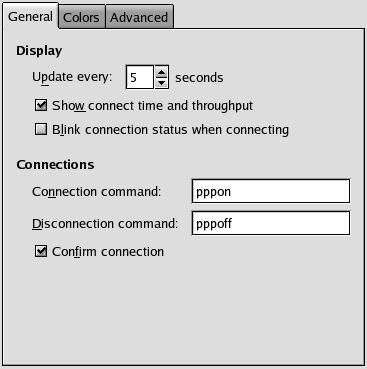 General Colors Advanced
Display
Update every: 5 seconds
Show connect time and throughput
Blink connection status when connecting
Connections
Connection command: pppon
Disconnection command: pppoff
Confirm connection